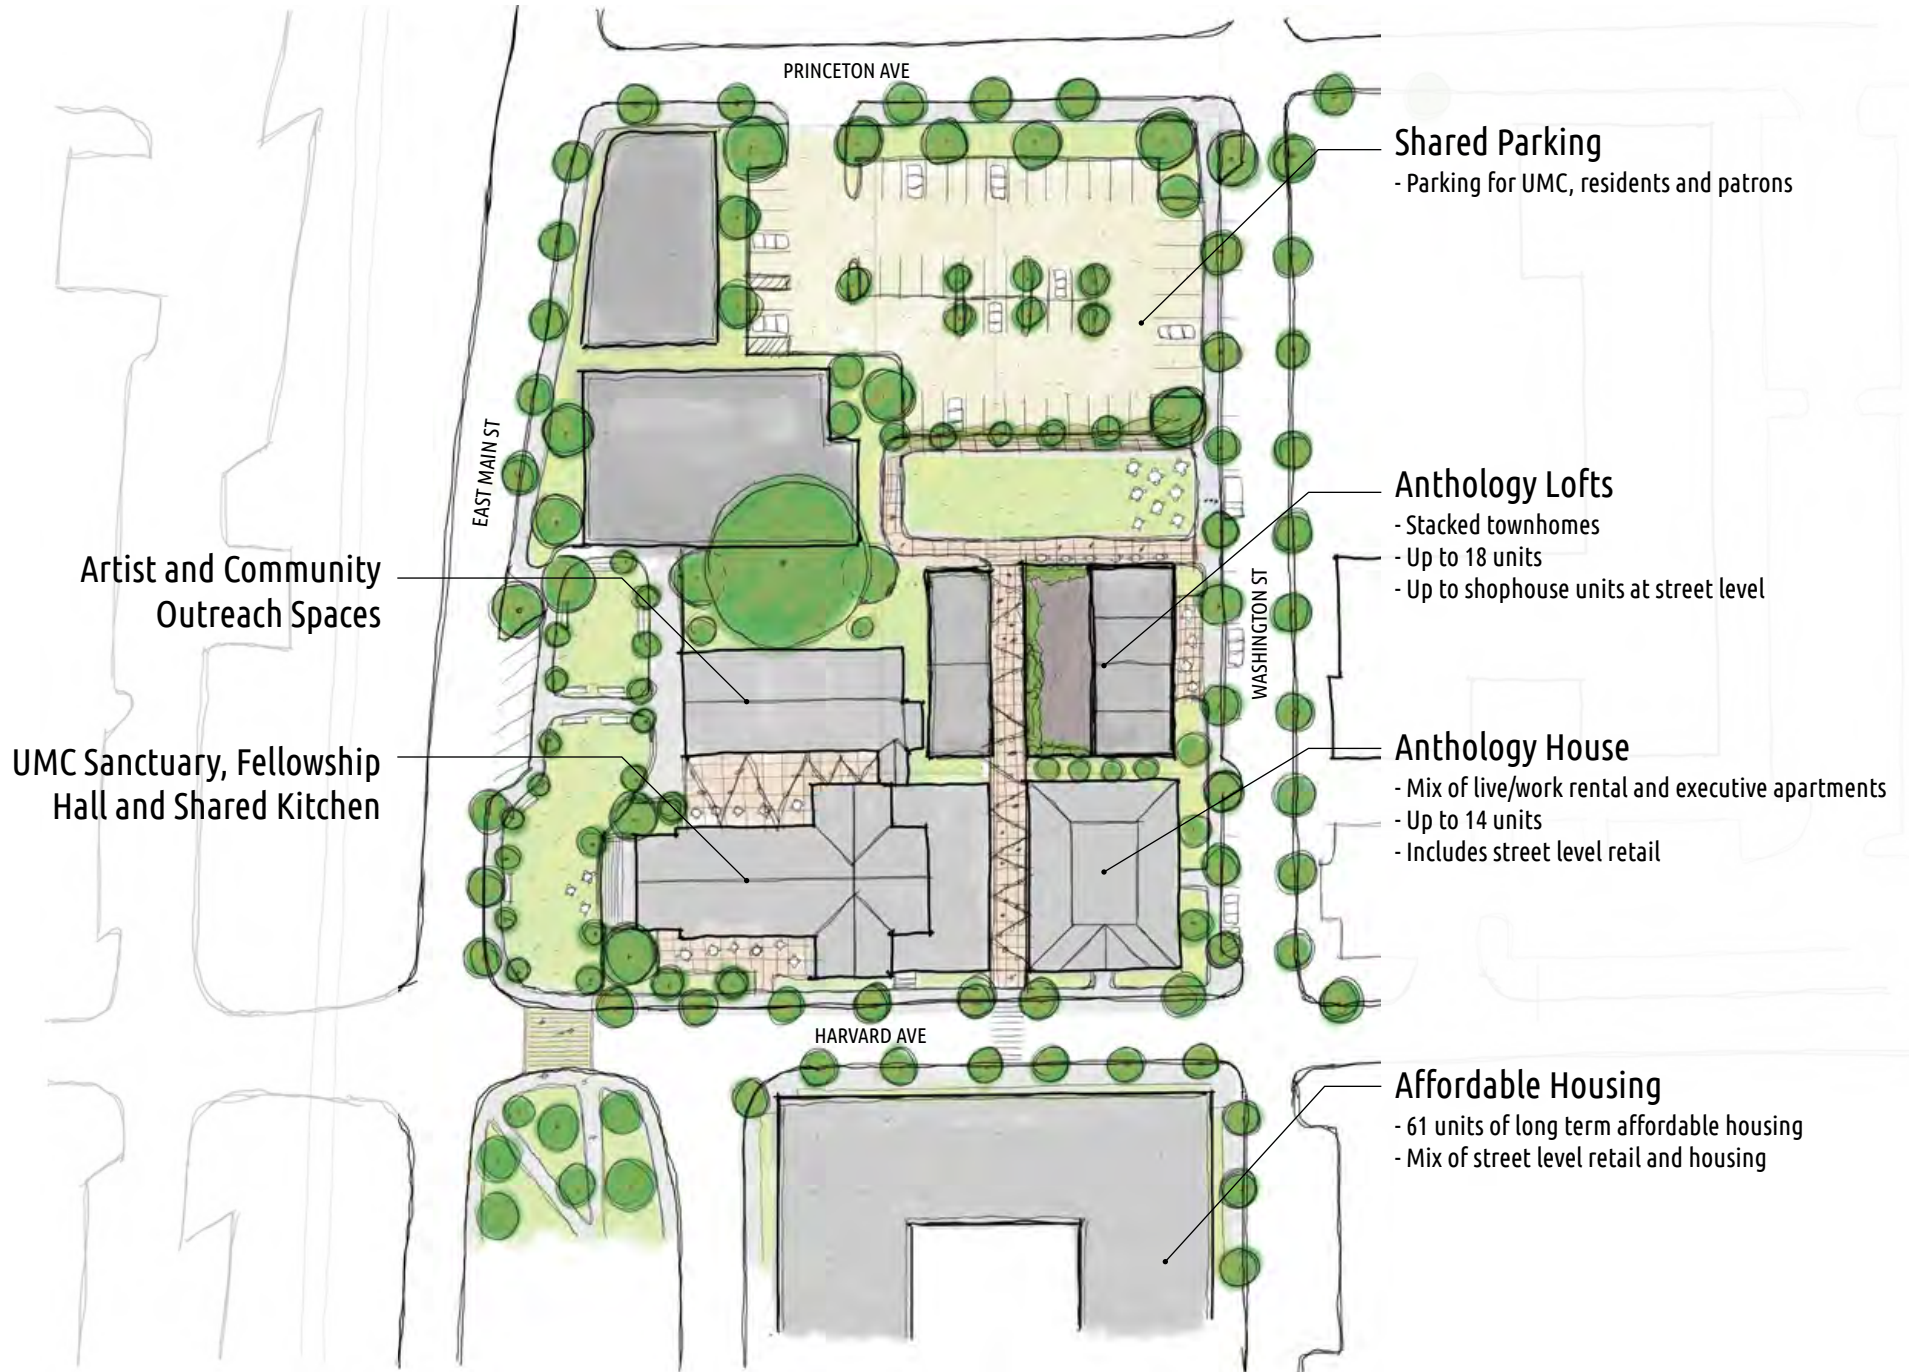 PRINCETON AVE
Shared Parking
- Parking for UMC, residents and patrons
EAST MAIN ST
Anthology Lofts
- Stacked townhomes
- Up to 18 units
- Up to shophouse units at street level
Artist and Community
Outreach Spaces
WASHINGTON ST
UMC Sanctuary, Fellowship
Hall and Shared Kitchen
Anthology House
- Mix of live/work rental and executive apartments
- Up to 14 units
- Includes street level retail
HARVARD AVE
Affordable Housing
- 61 units of long term affordable housing
- Mix of street level retail and housing